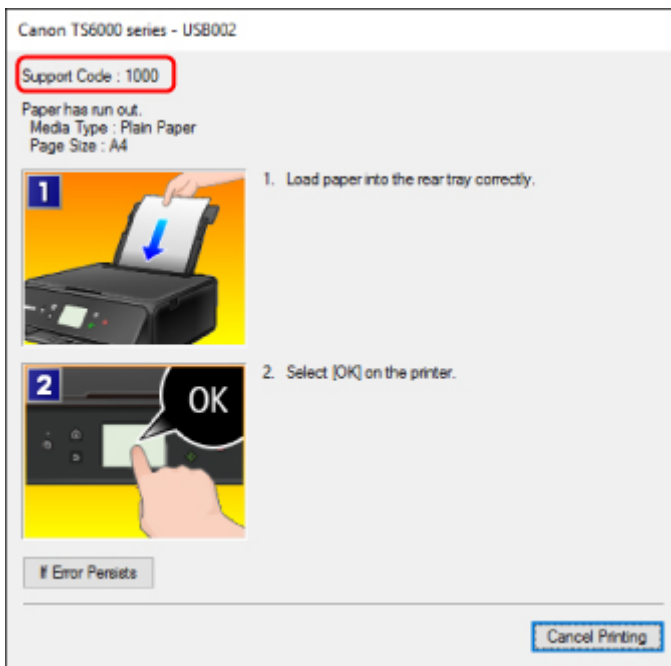 Canon TS6000 series - USB002
Support Code : 1000
Paper has run out.
Media Type : Plain Paper
Page Size : A4
1
1. Load paper into the rear tray correctly.
2
OK
2. Select [OK] on the printer.
If Error Persists
Cancel Printing